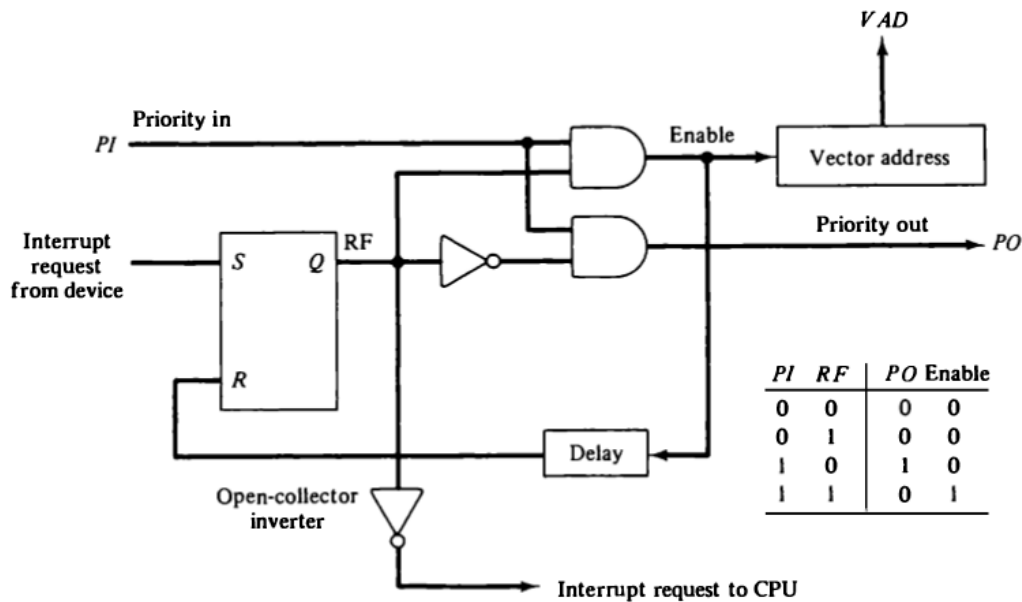 VAD
Priority in
PI
Enable
Vector address
Interrupt
request
from device
S
Q
RF
R
Priority out
PO
PI RF PO Enable
0 0 0 0
0 1 0 0
1 0 1 0
1 1 0 1
Delay
Open-collector
inverter
Interrupt request to CPU